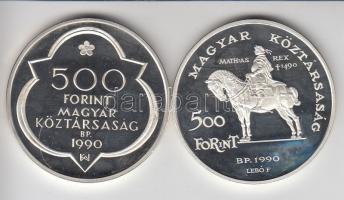 500
FORINT
MAGYAR
KÖZTÁRSASÁG
BP.
1990
MAGYAR KÖZTÁRSASÁG
MATHIAS REX
†1490
500
FORINT
BP. 1990
LEBÓ F